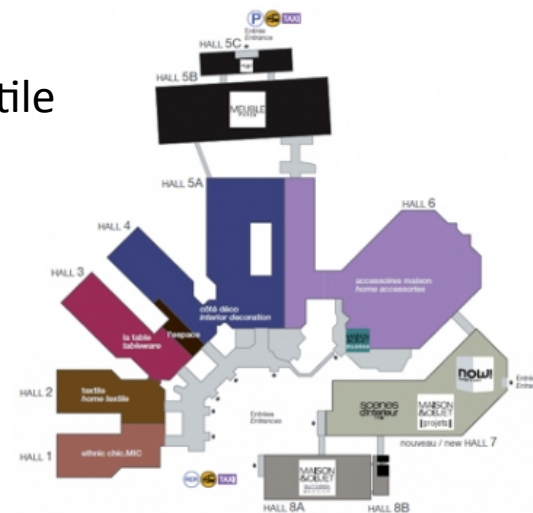 P TAXI
Entrée
Entrance
HALL 5C
HALL 5B
tile
MEUBLE
PARIS
HALL 5A
HALL 6
HALL 4
HALL 3
accessoires maison
home accessories
côté déco
interior decoration
l'espace
la table
tableware
now!
HALL 2
textile
home textile
scènes
d'intérieur
MAISON
&OBJET
projets
Entrées
Entrances
nouveau / new HALL 7
HALL 1
ethnic chic.MIC
RER TAXI
MAISON
&OBJET
HALL 8A
HALL 8B